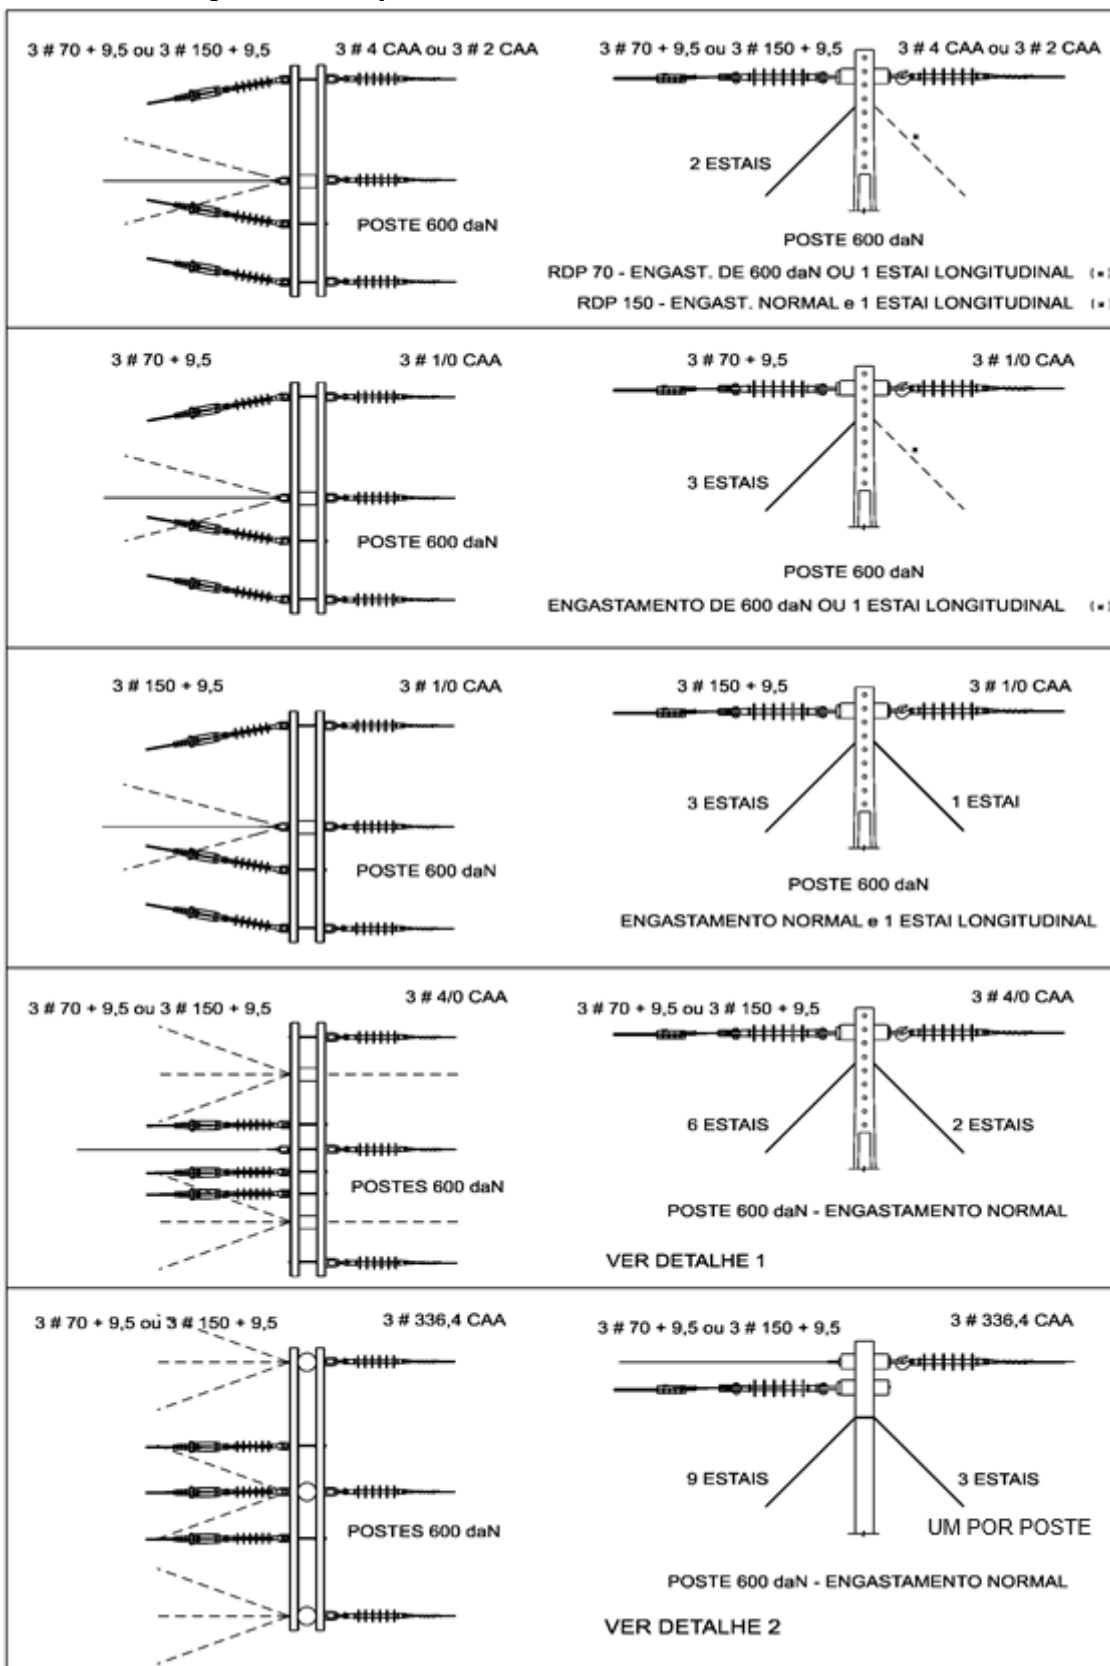 3 # 70 + 9,5 ou 3 # 150 + 9,5
3 # 4 CAA ou 3 # 2 CAA
POSTE 600 daN
3 # 70 + 9,5 ou 3 # 150 + 9,5
3 # 4 CAA ou 3 # 2 CAA
2 ESTAIS
POSTE 600 daN
RDP 70 - ENGAST. DE 600 daN OU 1 ESTAI LONGITUDINAL
RDP 150 - ENGAST. NORMAL e 1 ESTAI LONGITUDINAL
3 # 70 + 9,5
3 # 1/0 CAA
POSTE 600 daN
3 # 70 + 9,5
3 # 1/0 CAA
3 ESTAIS
POSTE 600 daN
ENGASTAMENTO DE 600 daN OU 1 ESTAI LONGITUDINAL
3 # 150 + 9,5
3 # 1/0 CAA
POSTE 600 daN
3 # 150 + 9,5
3 # 1/0 CAA
3 ESTAIS
1 ESTAI
POSTE 600 daN
ENGASTAMENTO NORMAL e 1 ESTAI LONGITUDINAL
3 # 70 + 9,5 ou 3 # 150 + 9,5
3 # 4/0 CAA
POSTES 600 daN
3 # 70 + 9,5 ou 3 # 150 + 9,5
3 # 4/0 CAA
6 ESTAIS
2 ESTAIS
POSTE 600 daN - ENGASTAMENTO NORMAL
VER DETALHE 1
3 # 70 + 9,5 ou 3 # 150 + 9,5
3 # 336,4 CAA
POSTES 600 daN
3 # 70 + 9,5 ou 3 # 150 + 9,5
3 # 336,4 CAA
9 ESTAIS
3 ESTAIS
UM POR POSTE
POSTE 600 daN - ENGASTAMENTO NORMAL
VER DETALHE 2